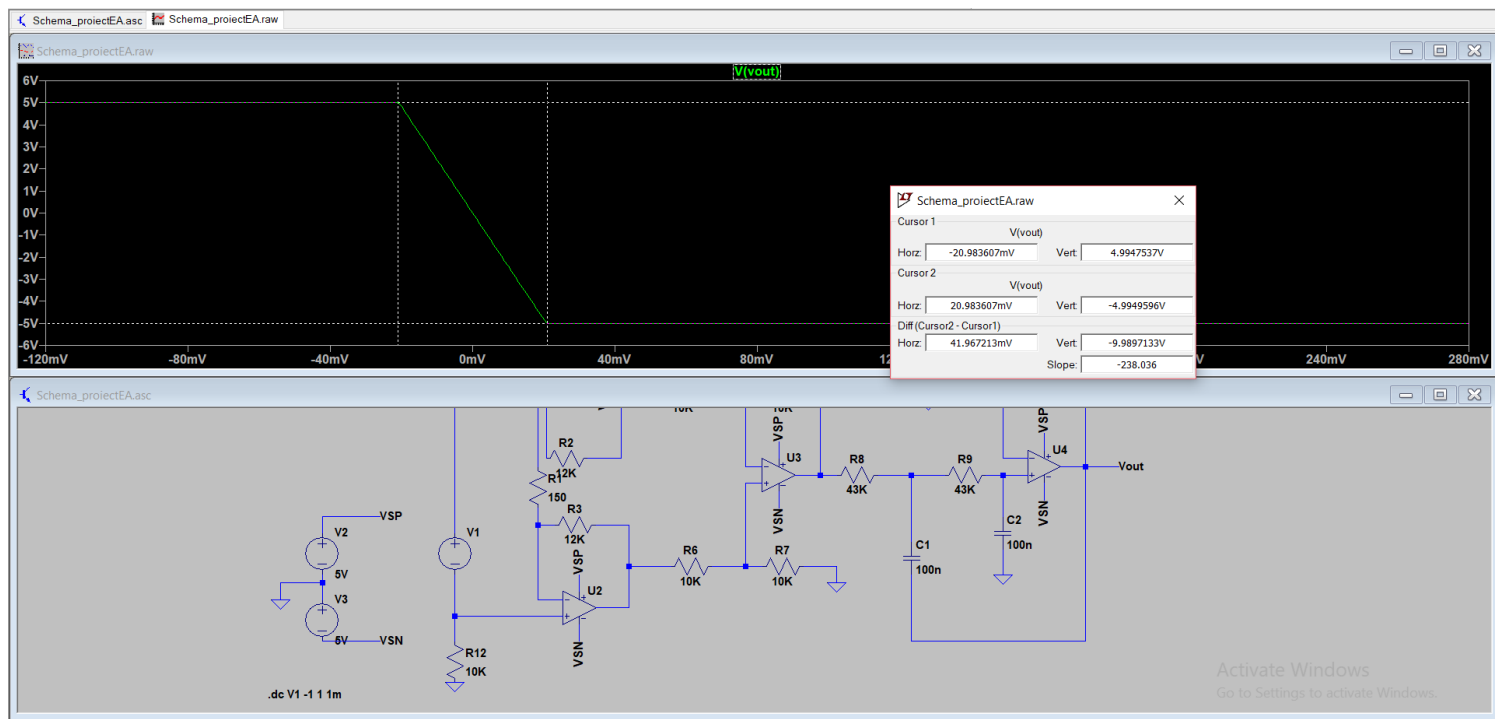 Schema_proiectEA.asc Schema_proiectEA.raw
Schema_proiectEA.raw
V(vout)
6V
5V
4V
3V
2V
1V
0V
-1V
-2V
-3V
-4V
-5V
-6V
-120mV -80mV -40mV 0mV 40mV 80mV 240mV 280mV
Schema_proiectEA.raw
Cursor 1
V(vout)
Horz: -20.983607mV Vert: 4.9947537V
Cursor 2
V(vout)
Horz: 20.983607mV Vert: -4.9949596V
Diff (Cursor2 - Cursor1)
Horz: 41.967213mV Vert: -9.9897133V
Slope: -238.036
Schema_proiectEA.asc
R2
12K
R1
150
R3
12K
VSP
U2
VSN
V1
R12
10K
VSP
V2
5V
V3
5V
VSN
.dc V1 -1 1 1m
10K
10K
VSP
U3
VSN
R6
10K
R7
10K
R8
43K
R9
43K
C1
100n
C2
100n
VSP
U4
VSN
Vout
Activate Windows
Go to Settings to activate Windows.